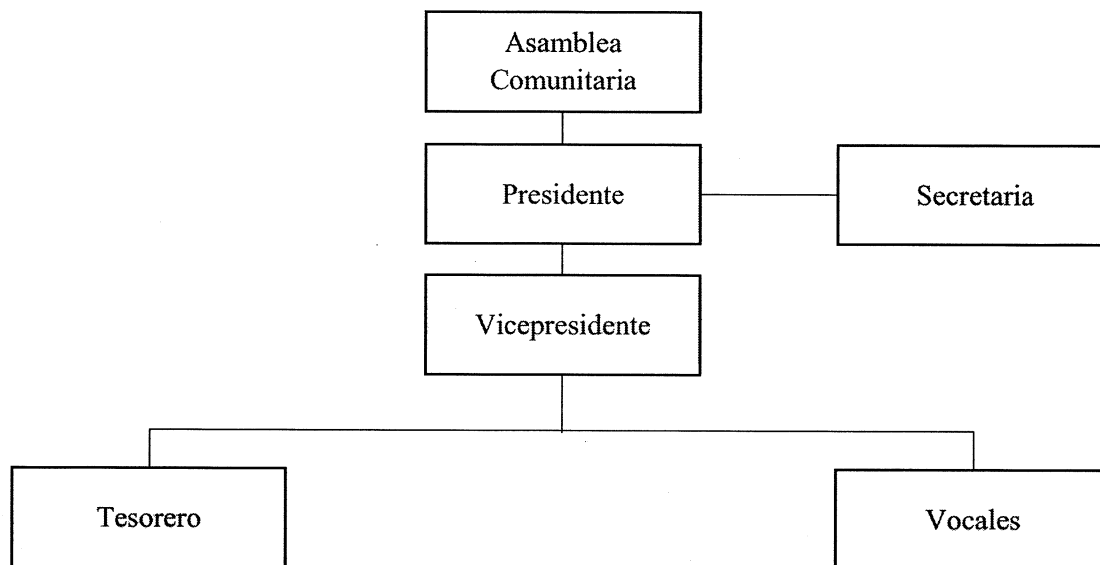 Asamblea
Comunitaria
Presidente
Secretaria
Vicepresidente
Tesorero
Vocales